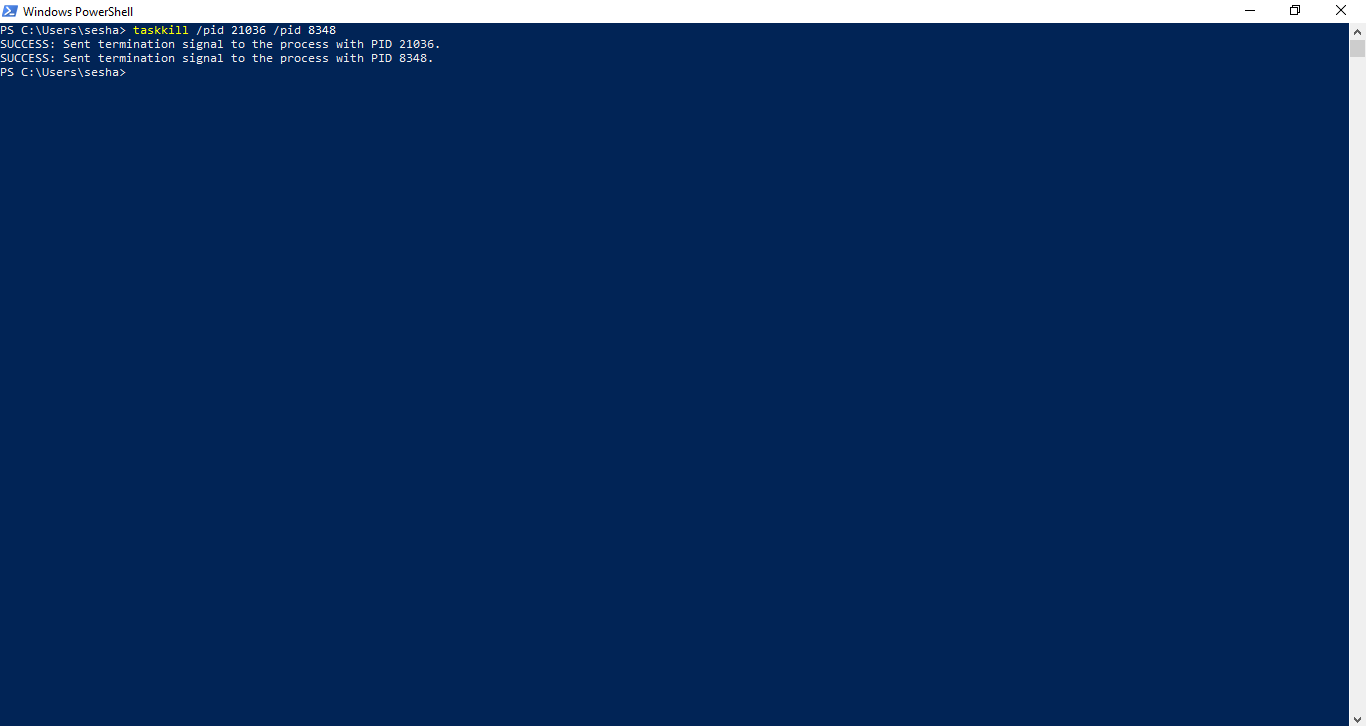 Windows PowerShell
PS C:\Users\sesha> taskkill /pid 21036 /pid 8348
SUCCESS: Sent termination signal to the process with PID 21036.
SUCCESS: Sent termination signal to the process with PID 8348.
PS C:\Users\sesha>